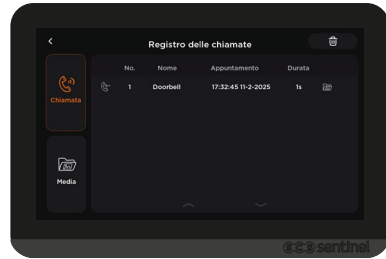 Registro delle chiamate
No. Nome Appuntamento Durata
1 Doorbell 17:32:45 11-2-2025 1s
Chiamata
Media
sentinel